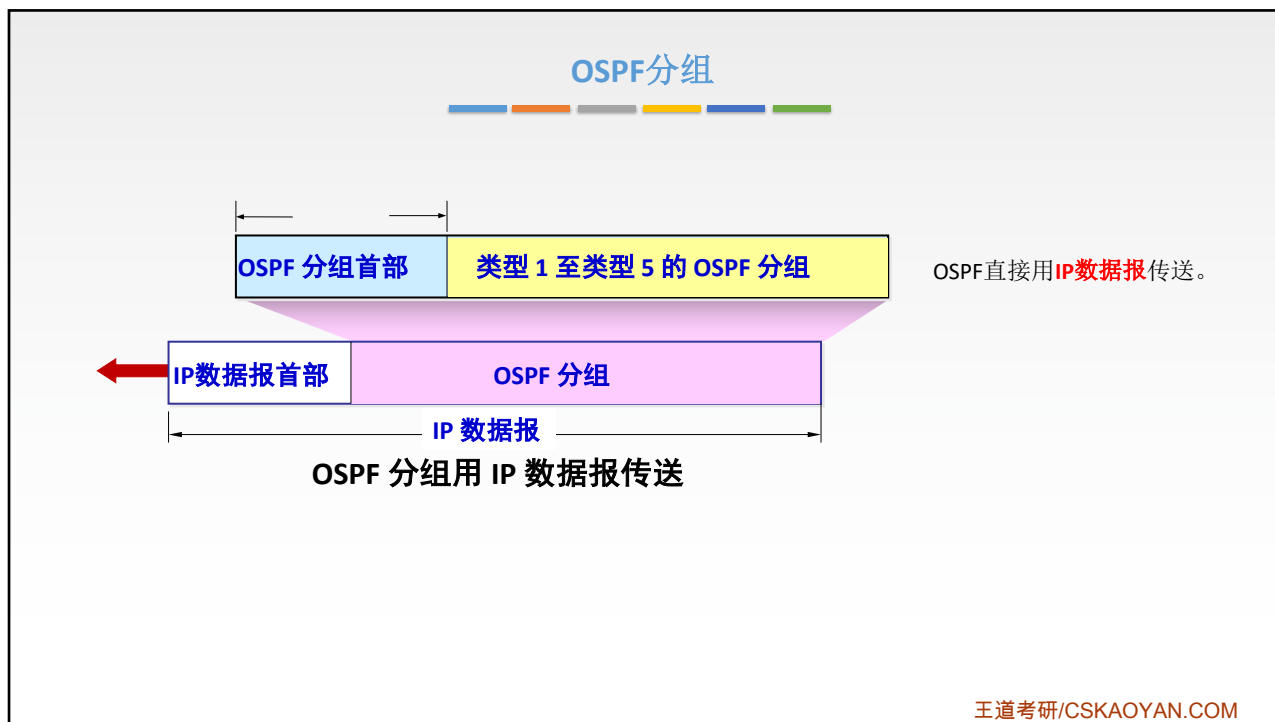 OSPF分组
OSPF 分组首部
类型 1 至类型 5 的 OSPF 分组
OSPF直接用IP数据报传送。
IP数据报首部
OSPF 分组
IP 数据报
OSPF 分组用 IP 数据报传送
王道考研/CSKAOYAN.COM